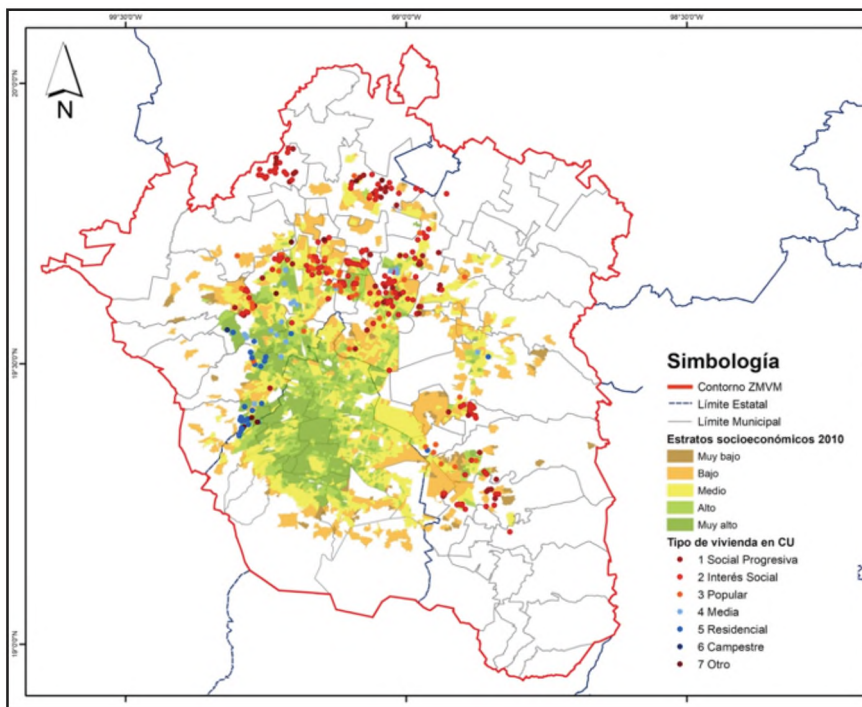 99°30'0"W
99°0'0"W
98°30'0"W
20°0'0"N
N
19°30'0"N
Simbología
Contorno ZMVM
Límite Estatal
Límite Municipal
Estratos socioeconómicos 2010
Muy bajo
Bajo
Medio
Alto
Muy alto
Tipo de vivienda en CU
1 Social Progresiva
2 Interés Social
3 Popular
4 Media
5 Residencial
6 Campestre
7 Otro
19°0'0"N